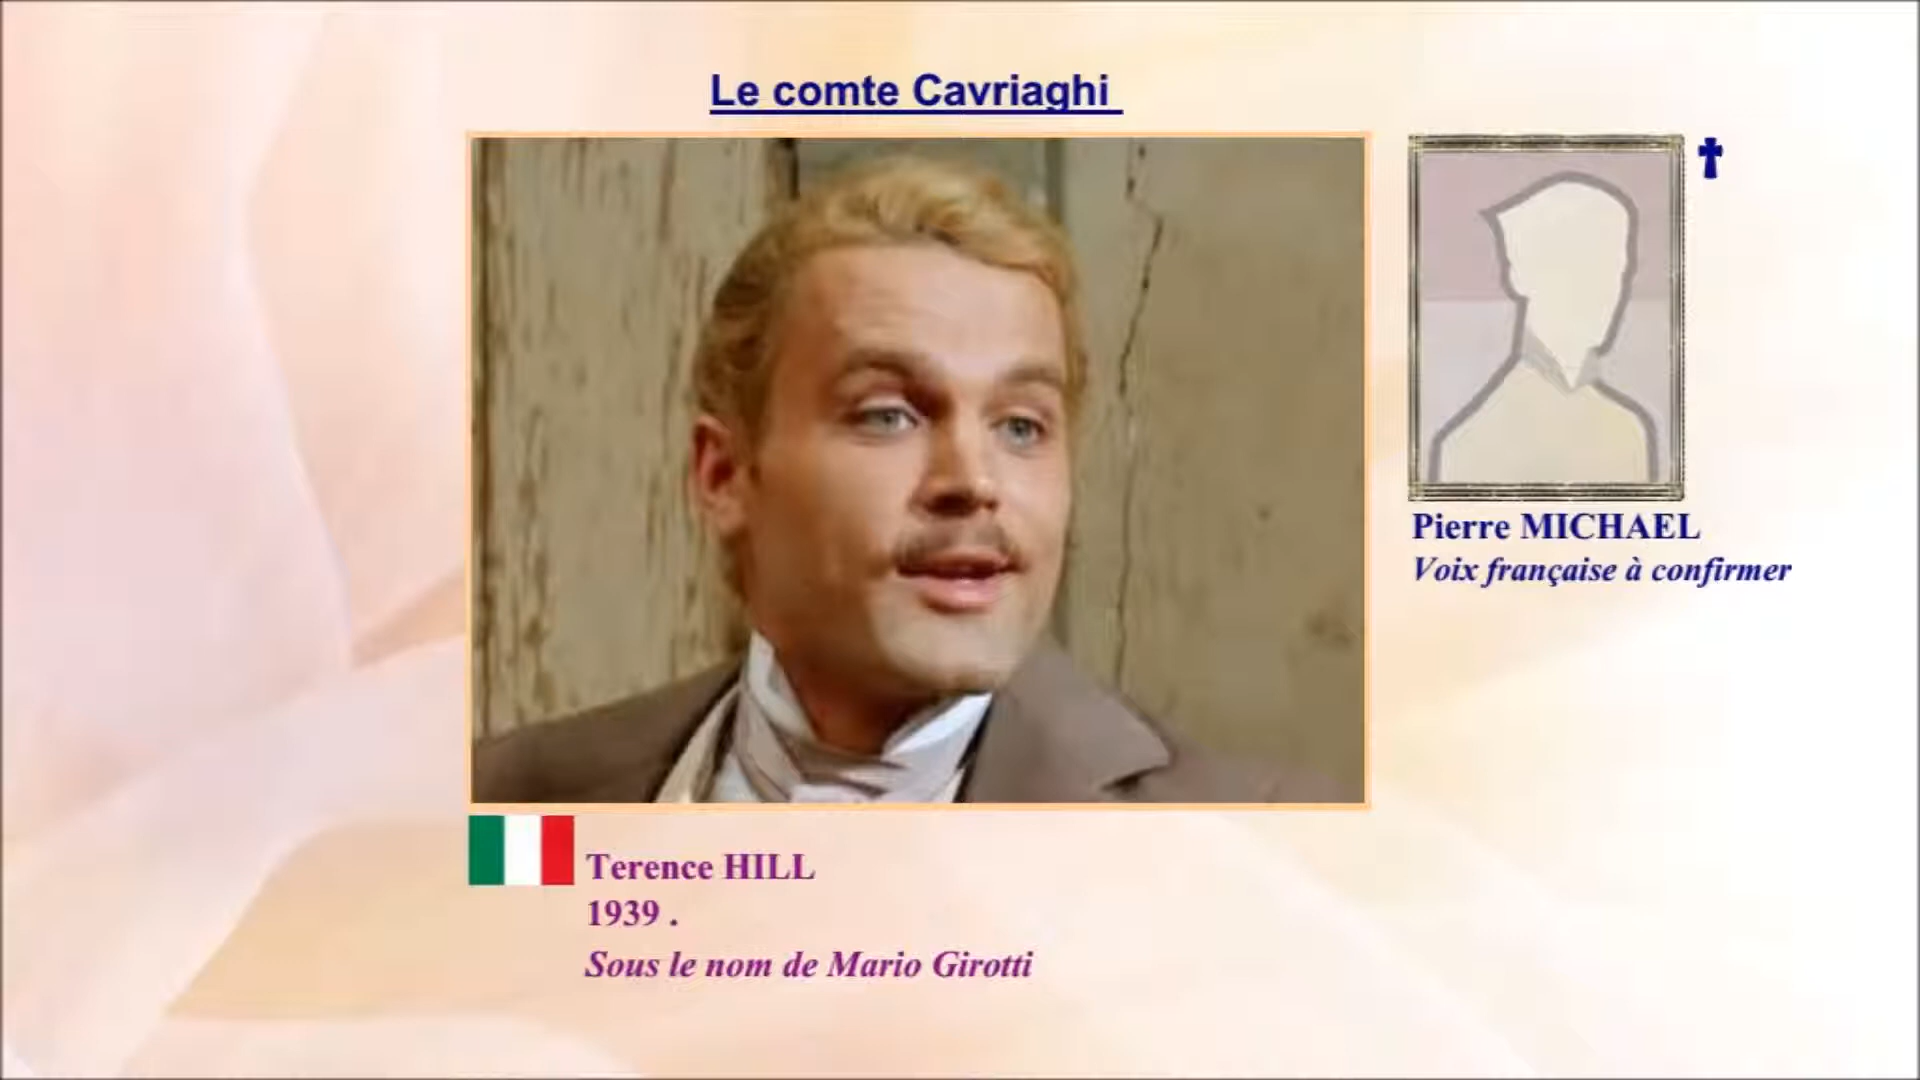 Le comte Cavriaghi
Pierre MICHAEL
Voix française à confirmer
Terence HILL
1939 .
Sous le nom de Mario Girotti